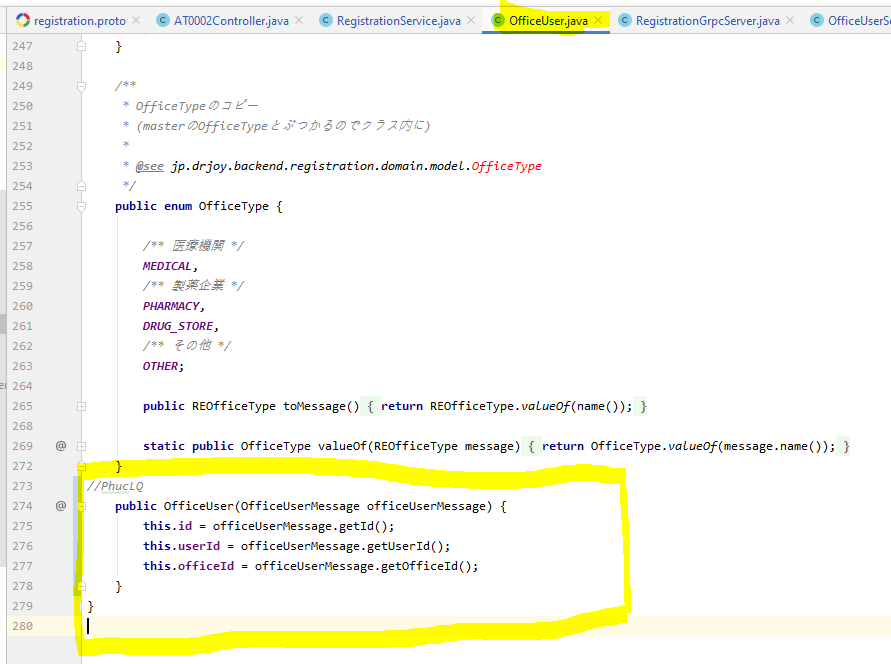 registration.proto AT0002Controller.java RegistrationService.java OfficeUser.java RegistrationGrpcServer.java OfficeUserSe
247 }
248
249 /**
250 * OfficeTypeのコピー
251 * (masterのOfficeTypeとぶつかるのでクラス内に)
252 *
253 * @see jp.drjoy.backend.registration.domain.model.OfficeType
254 */
255 public enum OfficeType {
256
257 /** 医療機関 */
258 MEDICAL,
259 /** 製薬企業 */
260 PHARMACY,
261 DRUG_STORE,
262 /** その他 */
263 OTHER;
264
265 public REOfficeType toMessage() { return REOfficeType.valueOf(name()); }
268
269 @ static public OfficeType valueOf(REOfficeType message) { return OfficeType.valueOf(message.name()); }
272 }
273 //PhucLQ
274 @ public OfficeUser(OfficeUserMessage officeUserMessage) {
275 this.id = officeUserMessage.getId();
276 this.userId = officeUserMessage.getUserId();
277 this.officeId = officeUserMessage.getOfficeId();
278 }
279 }
280